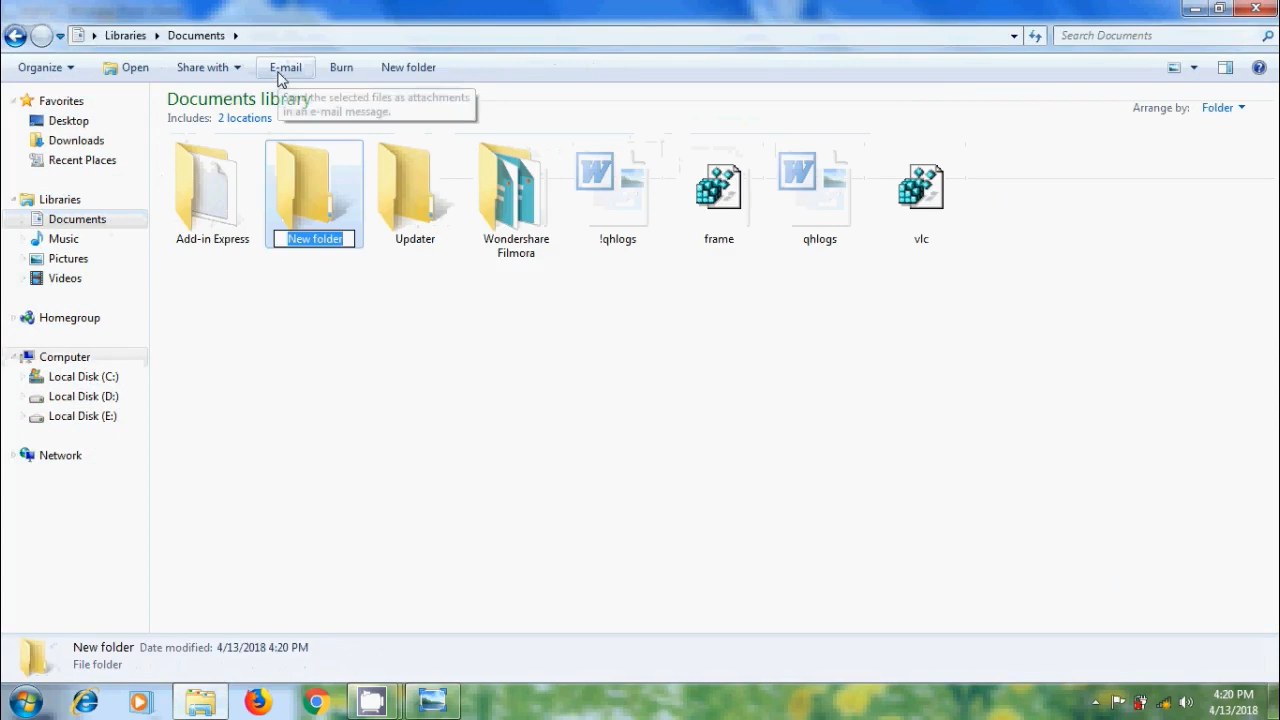 Libraries Documents
Search Documents
Organize Open Share with E-mail Burn New folder
Documents library
Send the selected files as attachments
in an e-mail message.
Includes: 2 locations
Arrange by: Folder
Favorites
Desktop
Downloads
Recent Places
Libraries
Documents
Music
Pictures
Videos
Homegroup
Computer
Local Disk (C:)
Local Disk (D:)
Local Disk (E:)
Network
Add-in Express
New folder
Updater
Wondershare
Filmora
!qhlogs
frame
qhlogs
vlc
New folder Date modified: 4/13/2018 4:20 PM
File folder
4:20 PM
4/13/2018